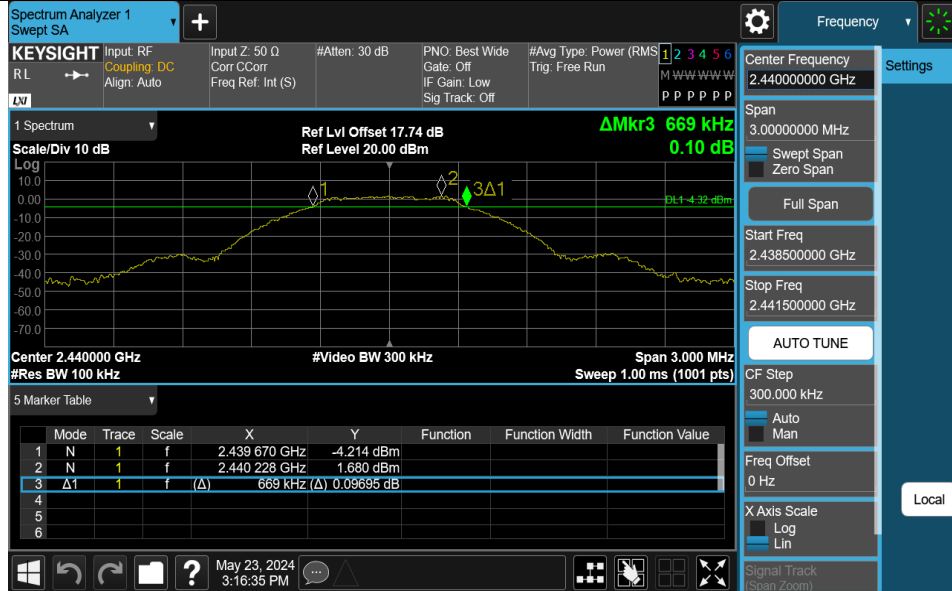 Spectrum Analyzer 1
Swept SA
Frequency
KEYSIGHT
RL
LXI
Input: RF
Coupling: DC
Align: Auto
Input Z: 50 Ω
Corr CCorr
Freq Ref: Int (S)
#Atten: 30 dB
PNO: Best Wide
Gate: Off
IF Gain: Low
Sig Track: Off
#Avg Type: Power (RMS
Trig: Free Run
1 2 3 4 5 6
M W W W W W
P P P P P P
Center Frequency
2.440000000 GHz
Settings
Span
3.00000000 MHz
Swept Span
Zero Span
Full Span
Start Freq
2.438500000 GHz
Stop Freq
2.441500000 GHz
AUTO TUNE
CF Step
300.000 kHz
Auto
Man
Freq Offset
0 Hz
X Axis Scale
Log
Lin
Signal Track
(Span Zoom)
Local
1 Spectrum
Scale/Div 10 dB
Ref Lvl Offset 17.74 dB
Ref Level 20.00 dBm
ΔMkr3 669 kHz
0.10 dB
Log
10.0
0.00
-10.0
-20.0
-30.0
-40.0
-50.0
-60.0
-70.0
1
2
3Δ1
DL1 -4.32 dBm
Center 2.440000 GHz
#Video BW 300 kHz
Span 3.000 MHz
#Res BW 100 kHz
Sweep 1.00 ms (1001 pts)
5 Marker Table
Mode Trace Scale X Y Function Function Width Function Value
1 N 1 f 2.439 670 GHz -4.214 dBm
2 N 1 f 2.440 228 GHz 1.680 dBm
3 Δ1 1 f (Δ) 669 kHz (Δ) 0.09695 dB
4
5
6
May 23, 2024
3:16:35 PM